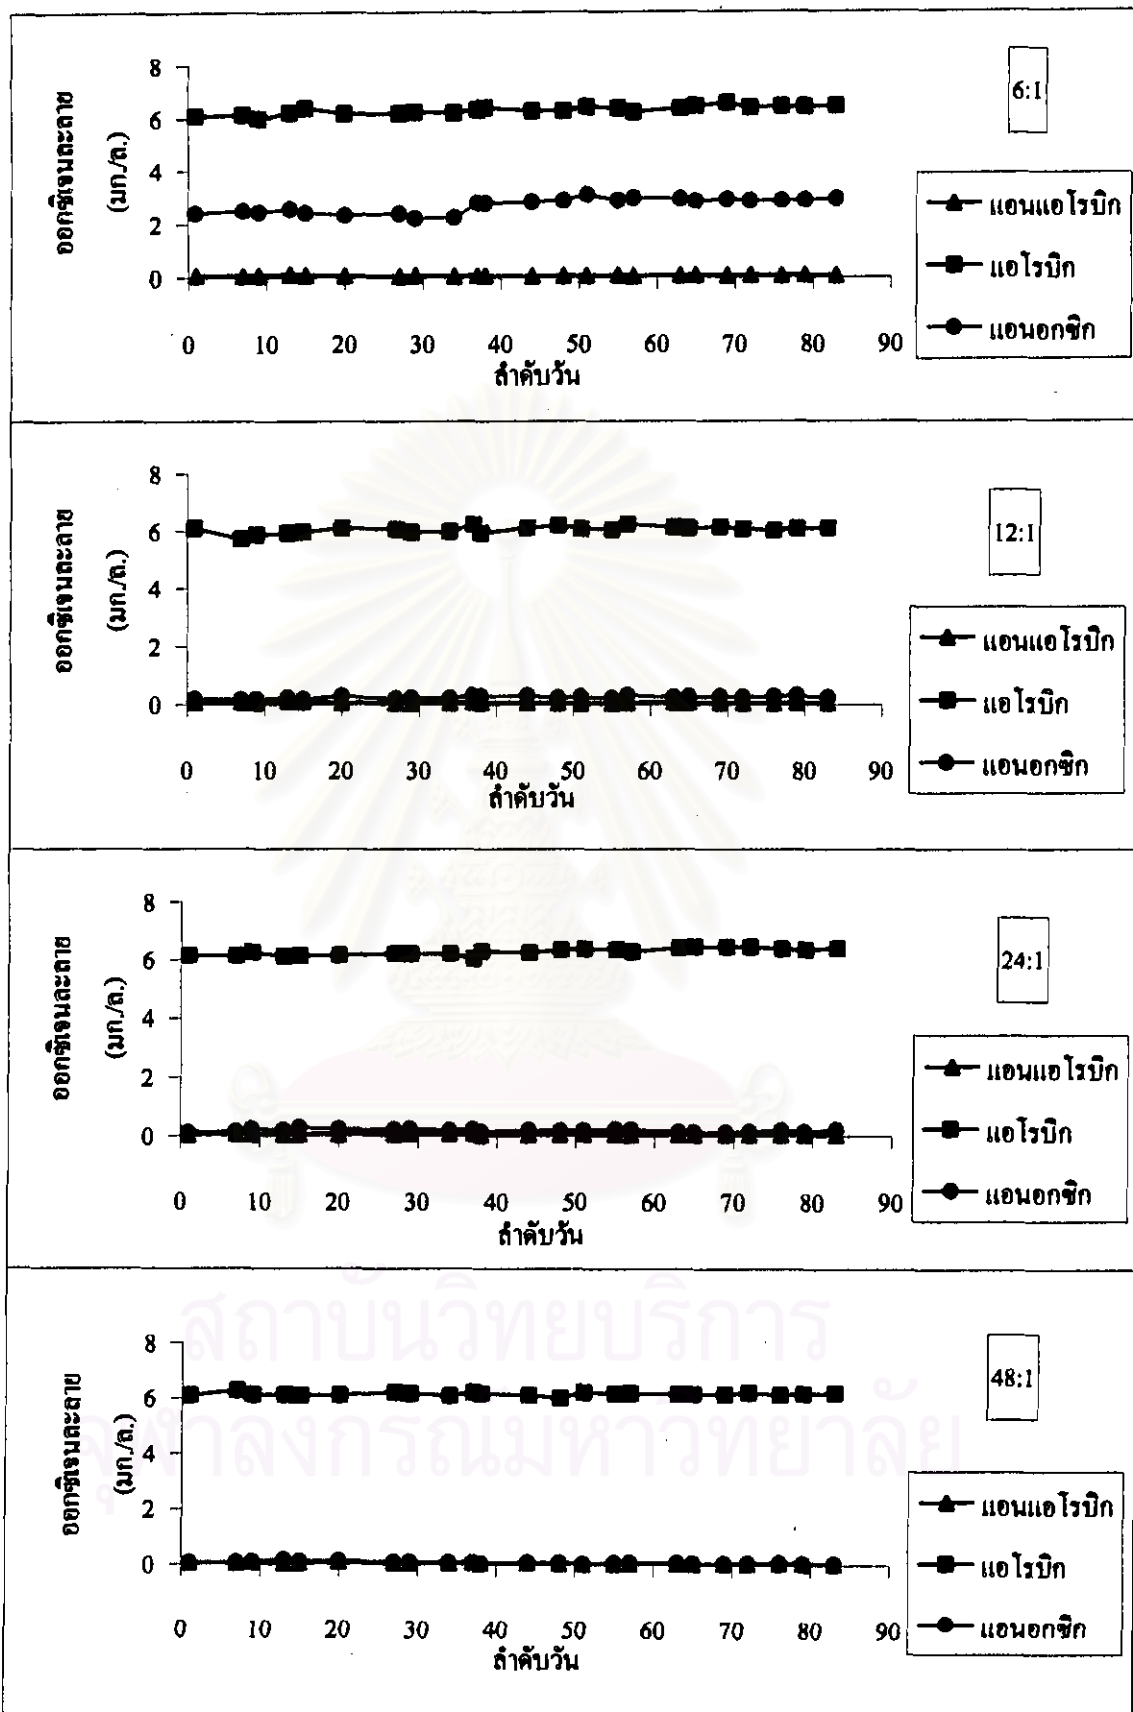 ออกซิเจนละลาย
(มก./ล.)
8
6
4
2
0
0 10 20 30 40 50 60 70 80 90
ลำดับวัน
6:1
แอนแอโรบิก
แอโรบิก
แอนอกซิก
ออกซิเจนละลาย
(มก./ล.)
8
6
4
2
0
0 10 20 30 40 50 60 70 80 90
ลำดับวัน
12:1
แอนแอโรบิก
แอโรบิก
แอนอกซิก
ออกซิเจนละลาย
(มก./ล.)
8
6
4
2
0
0 10 20 30 40 50 60 70 80 90
ลำดับวัน
24:1
แอนแอโรบิก
แอโรบิก
แอนอกซิก
สถาบันวิทยบริการ
จุฬาลงกรณ์มหาวิทยาลัย
ออกซิเจนละลาย
(มก./ล.)
8
6
4
2
0
0 10 20 30 40 50 60 70 80 90
ลำดับวัน
48:1
แอนแอโรบิก
แอโรบิก
แอนอกซิก